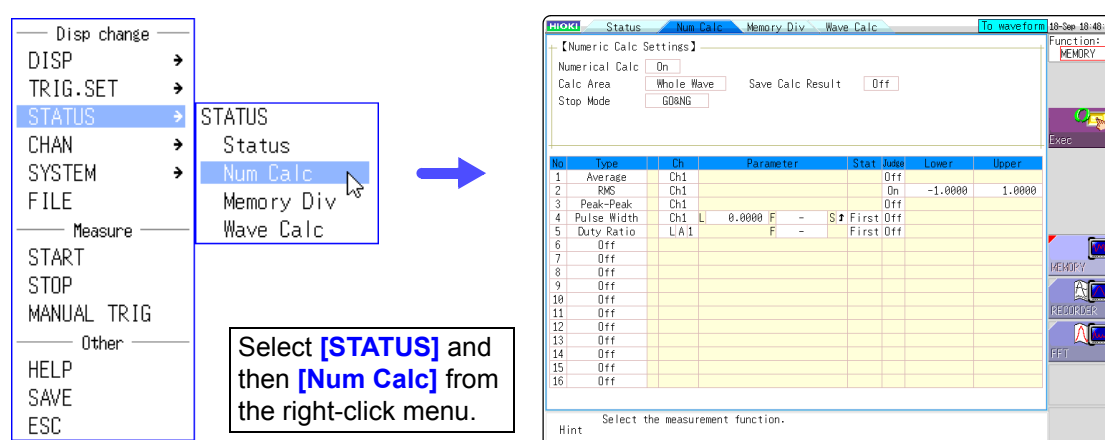 Disp change
DISP
TRIG.SET
STATUS
CHAN
SYSTEM
FILE
Measure
START
STOP
MANUAL TRIG
Other
HELP
SAVE
ESC
STATUS
Status
Num Calc
Memory Div
Wave Calc
Select [STATUS] and
then [Num Calc] from
the right-click menu.
HIOKI Status Num Calc Memory Div Wave Calc To waveform 18-Sep 18:48:
【Numeric Calc Settings】
Numerical Calc On
Calc Area Whole Wave Save Calc Result Off
Stop Mode GO&NG
No Type Ch Parameter Stat Judge Lower Upper
1 Average Ch1 Off
2 RMS Ch1 On -1.0000 1.0000
3 Peak-Peak Ch1 Off
4 Pulse Width Ch1 L 0.0000 F - S First Off
5 Duty Ratio L A 1 F - First Off
6 Off
7 Off
8 Off
9 Off
10 Off
11 Off
12 Off
13 Off
14 Off
15 Off
16 Off
Hint Select the measurement function.
Function:
MEMORY
Exec
MEMORY
RECORDER
FFT